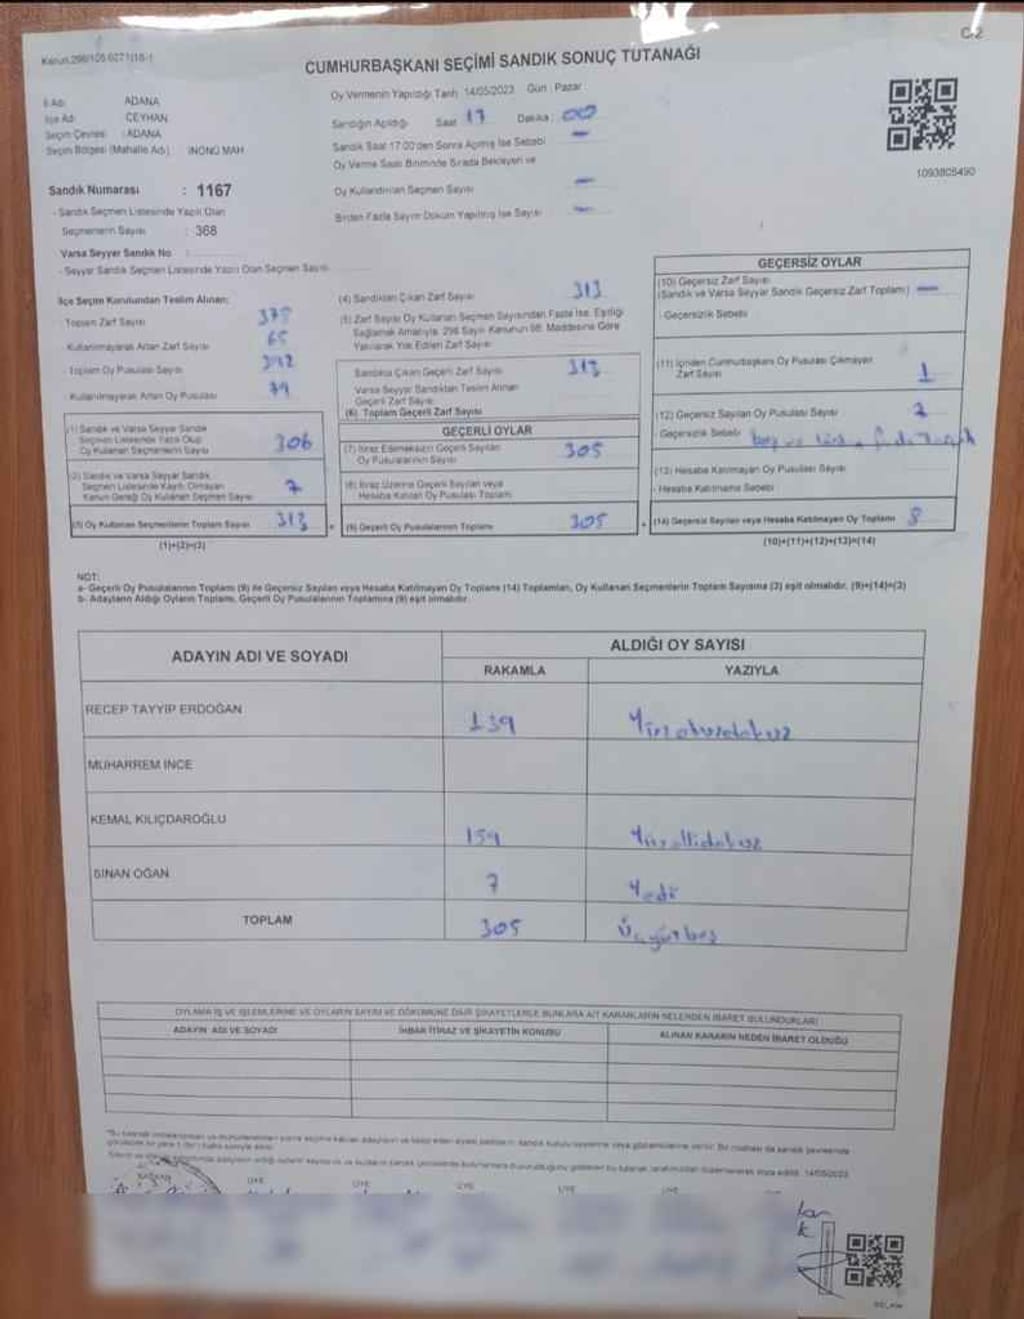 Kanun 298/105 6271/18-1
C-2
CUMHURBAŞKANI SEÇİMİ SANDIK SONUÇ TUTANAĞI
İl Adı: ADANA
İlçe Adı: CEYHAN
Seçim Çevresi : ADANA
Seçim Bölgesi (Mahalle Adı) İNÖNÜ MAH
Sandık Numarası : 1167
- Sandık Seçmen Listesinde Yazılı Olan
Seçmenlerin Sayısı : 368
Varsa Seyyar Sandık No :
- Seyyar Sandık Seçmen Listesinde Yazılı Olan Seçmen Sayısı
Oy Vermenin Yapıldığı Tarih 14/05/2023 Gün : Pazar
Sandığın Açıldığı Saat 17 Dakika : 00
Sandık Saat 17:00'den Sonra Açılmış İse Sebebi -
Oy Verme Saati Bitiminde Sırada Bekleyen ve
Oy Kullandırılan Seçmen Sayısı -
Birden Fazla Sayım Döküm Yapılmış İse Sayısı -
1093805490
İlçe Seçim Kurulundan Teslim Alınan:
- Toplam Zarf Sayısı
- Kullanılmayarak Artan Zarf Sayısı 65
- Toplam Oy Pusulası Sayısı
- Kullanılmayarak Artan Oy Pusulası 79
(1) Sandık ve Varsa Seyyar Sandık
Seçmen Listesinde Yazılı Olup
Oy Kullanan Seçmenlerin Sayısı 306
(2) Sandık ve Varsa Seyyar Sandık
Seçmen Listesinde Kayıtlı Olmayan
Kanun Gereği Oy Kullanan Seçmen Sayısı 7
(3) Oy Kullanan Seçmenlerin Toplam Sayısı 313
(1)+(2)=(3)
(4) Sandıktan Çıkan Zarf Sayısı 313
(5) Zarf Sayısı Oy Kullanan Seçmen Sayısından Fazla İse, Eşitliği
Sağlamak Amacıyla, 298 Sayılı Kanunun 98. Maddesine Göre
Yakılarak Yok Edilen Zarf Sayısı
Sandıktan Çıkan Geçerli Zarf Sayısı 313
Varsa Seyyar Sandıktan Teslim Alınan
Geçerli Zarf Sayısı
(6) Toplam Geçerli Zarf Sayısı
GEÇERLİ OYLAR
(7) İtiraz Edilmeksizin Geçerli Sayılan
Oy Pusulalarının Sayısı 305
(8) İtiraz Üzerine Geçerli Sayılan veya
Hesaba Katılan Oy Pusulası Toplamı
(9) Geçerli Oy Pusulalarının Toplamı 305
GEÇERSİZ OYLAR
(10) Geçersiz Zarf Sayısı
(Sandık ve Varsa Seyyar Sandık Geçersiz Zarf Toplamı) -
- Geçersizlik Sebebi
(11) İçinden Cumhurbaşkanı Oy Pusulası Çıkmayan
Zarf Sayısı 1
(12) Geçersiz Sayılan Oy Pusulası Sayısı
- Geçersizlik Sebebi
(13) Hesaba Katılmayan Oy Pusulası Sayısı
- Hesaba Katılmama Sebebi
(14) Geçersiz Sayılan veya Hesaba Katılmayan Oy Toplamı 8
(10)+(11)+(12)+(13)=(14)
NOT:
a- Geçerli Oy Pusulalarının Toplamı (9) ile Geçersiz Sayılan veya Hesaba Katılmayan Oy Toplamı (14) Toplamları, Oy Kullanan Seçmenlerin Toplam Sayısına (3) eşit olmalıdır. (9)+(14)=(3)
b- Adayların Aldığı Oyların Toplamı, Geçerli Oy Pusulalarının Toplamına (9) eşit olmalıdır.
ADAYIN ADI VE SOYADI
ALDIĞI OY SAYISI
RAKAMLA YAZIYLA
RECEP TAYYİP ERDOĞAN 139 Yüzotuzdokuz
MUHARREM İNCE
KEMAL KILIÇDAROĞLU 159 Yüzellidokuz
SİNAN OĞAN 7 Yedi
TOPLAM 305 Üçyüzbeş
OYLAMA İŞ VE İŞLEMLERİNE VE OYLARIN SAYIM VE DÖKÜMÜNE DAİR ŞİKAYETLERLE BUNLARA AİT KARARLARIN NELERDEN İBARET BULUNDUKLARI
ADAYIN ADI VE SOYADI İHBAR İTİRAZ VE ŞİKAYETİN KONUSU ALINAN KARARIN NEDEN İBARET OLDUĞU
BAŞKAN ÜYE ÜYE ÜYE ÜYE ÜYE